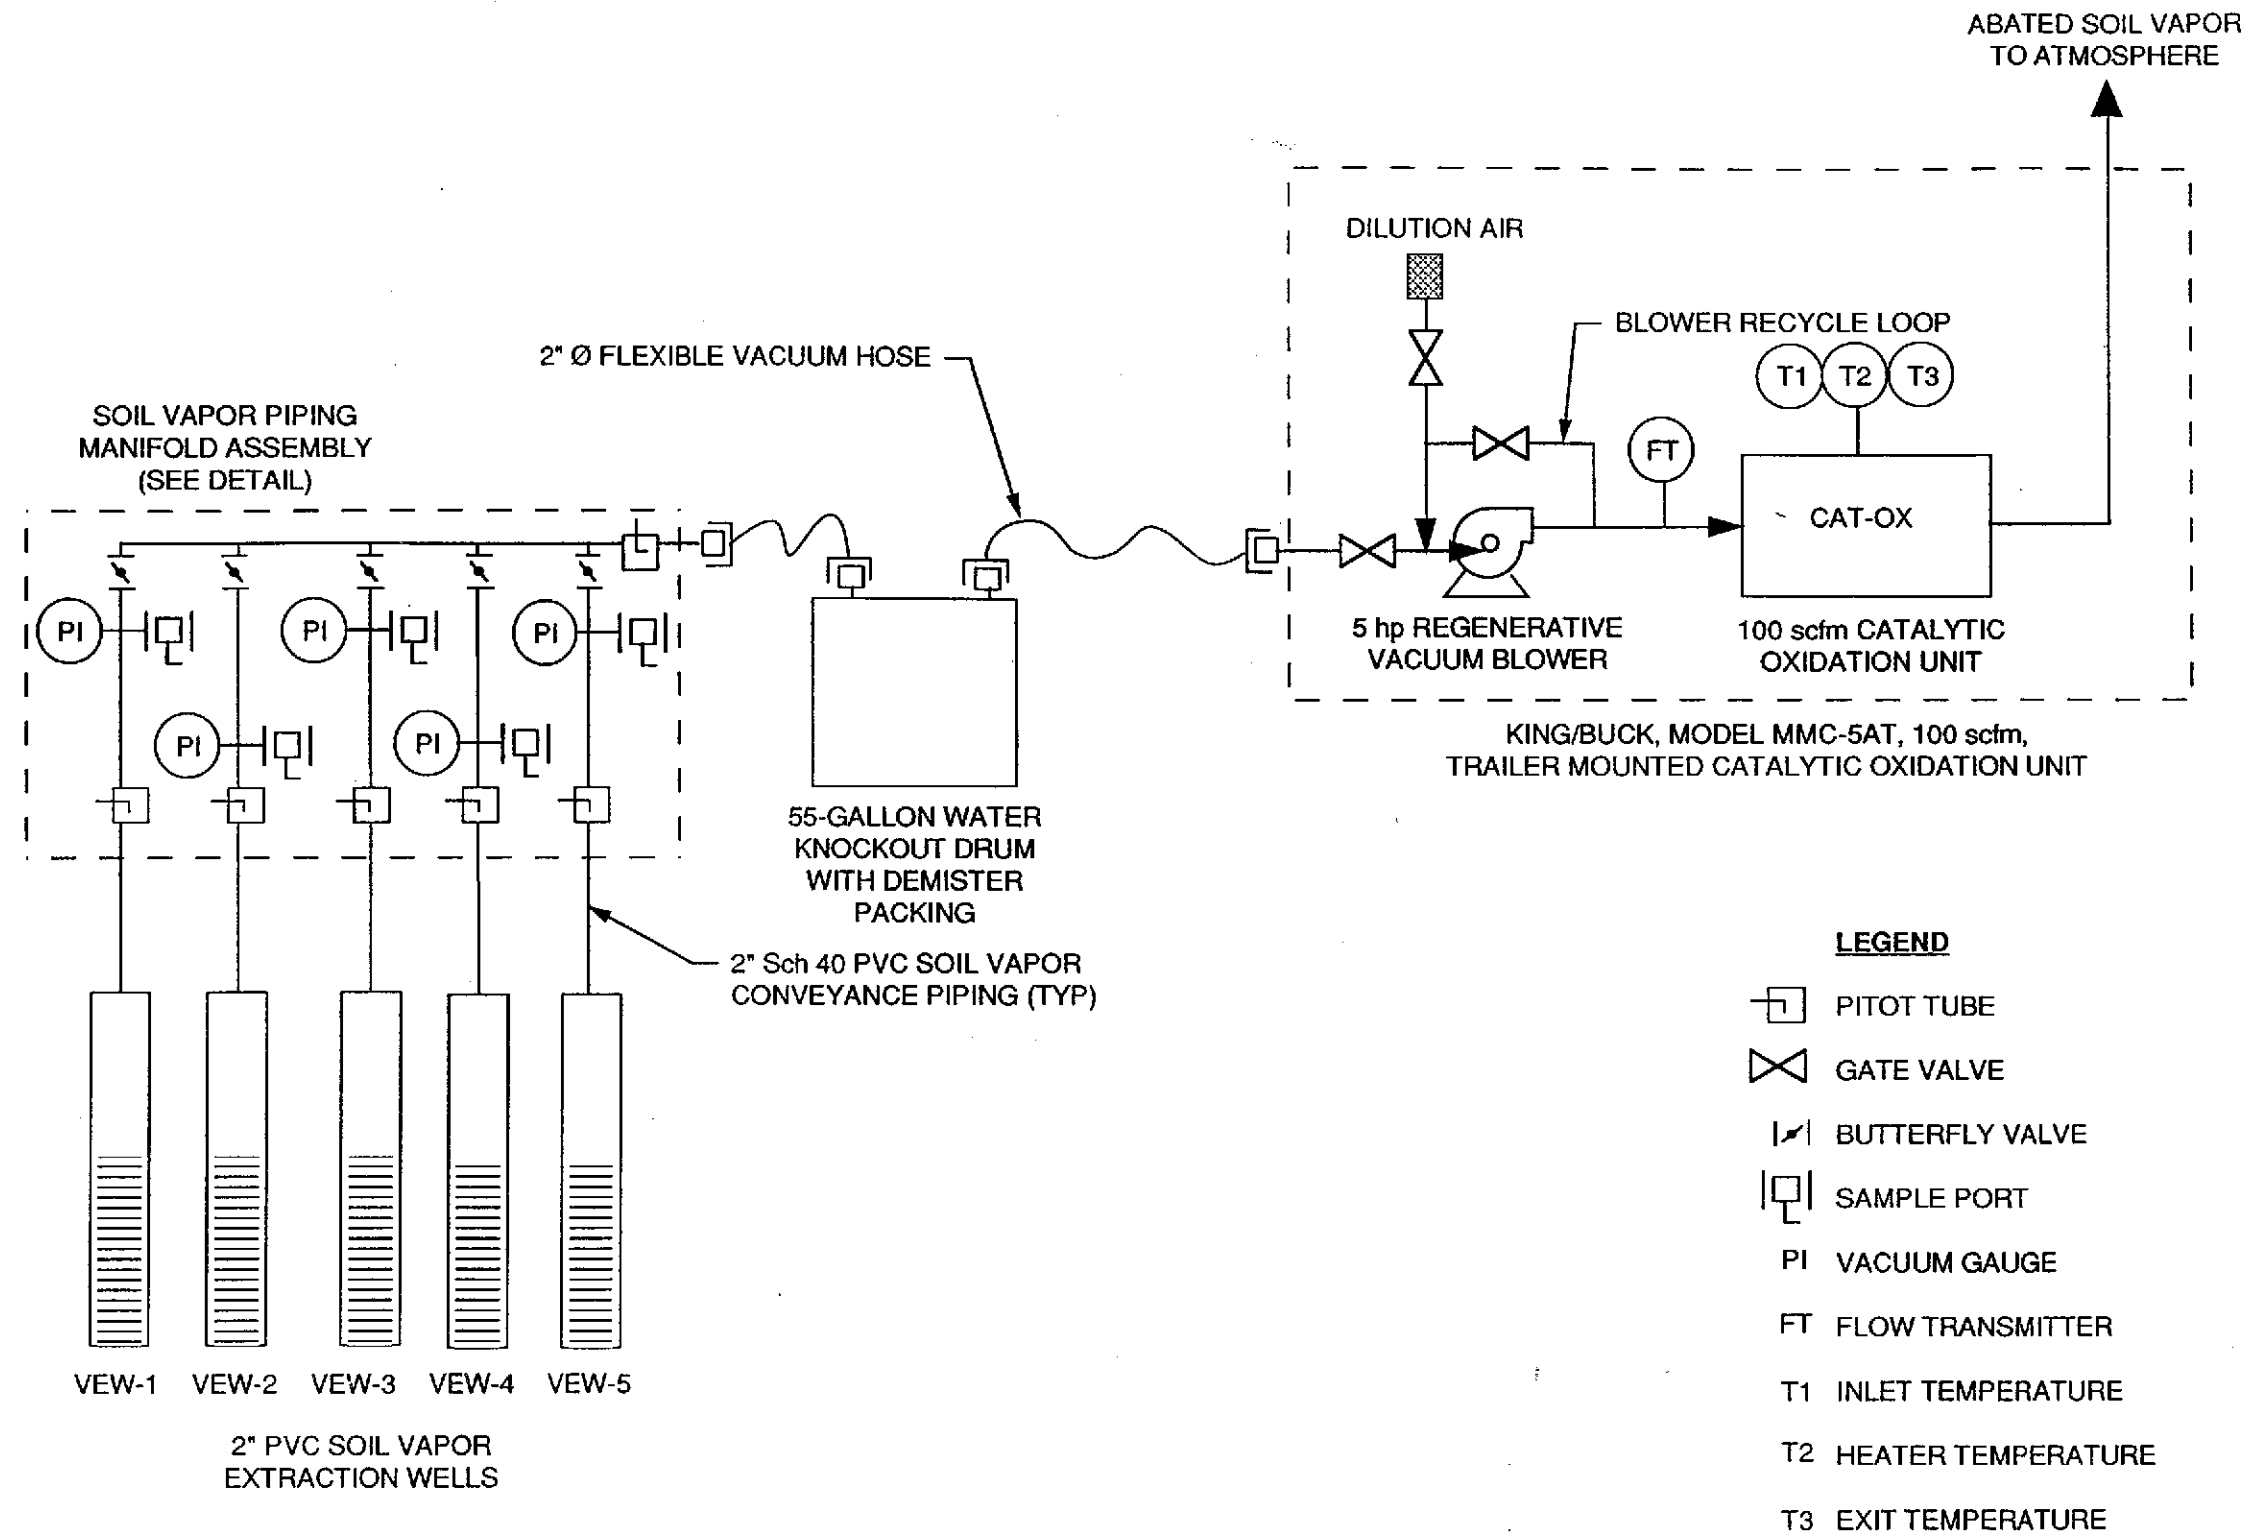 ABATED SOIL VAPOR
TO ATMOSPHERE
DILUTION AIR
BLOWER RECYCLE LOOP
2" Ø FLEXIBLE VACUUM HOSE
T1
T2
T3
SOIL VAPOR PIPING
MANIFOLD ASSEMBLY
(SEE DETAIL)
FT
CAT-OX
PI
PI
PI
PI
PI
5 hp REGENERATIVE
VACUUM BLOWER
100 scfm CATALYTIC
OXIDATION UNIT
KING/BUCK, MODEL MMC-5AT, 100 scfm,
TRAILER MOUNTED CATALYTIC OXIDATION UNIT
55-GALLON WATER
KNOCKOUT DRUM
WITH DEMISTER
PACKING
2" Sch 40 PVC SOIL VAPOR
CONVEYANCE PIPING (TYP)
VEW-1
VEW-2
VEW-3
VEW-4
VEW-5
2" PVC SOIL VAPOR
EXTRACTION WELLS
LEGEND
PITOT TUBE
GATE VALVE
BUTTERFLY VALVE
SAMPLE PORT
PI VACUUM GAUGE
FT FLOW TRANSMITTER
T1 INLET TEMPERATURE
T2 HEATER TEMPERATURE
T3 EXIT TEMPERATURE